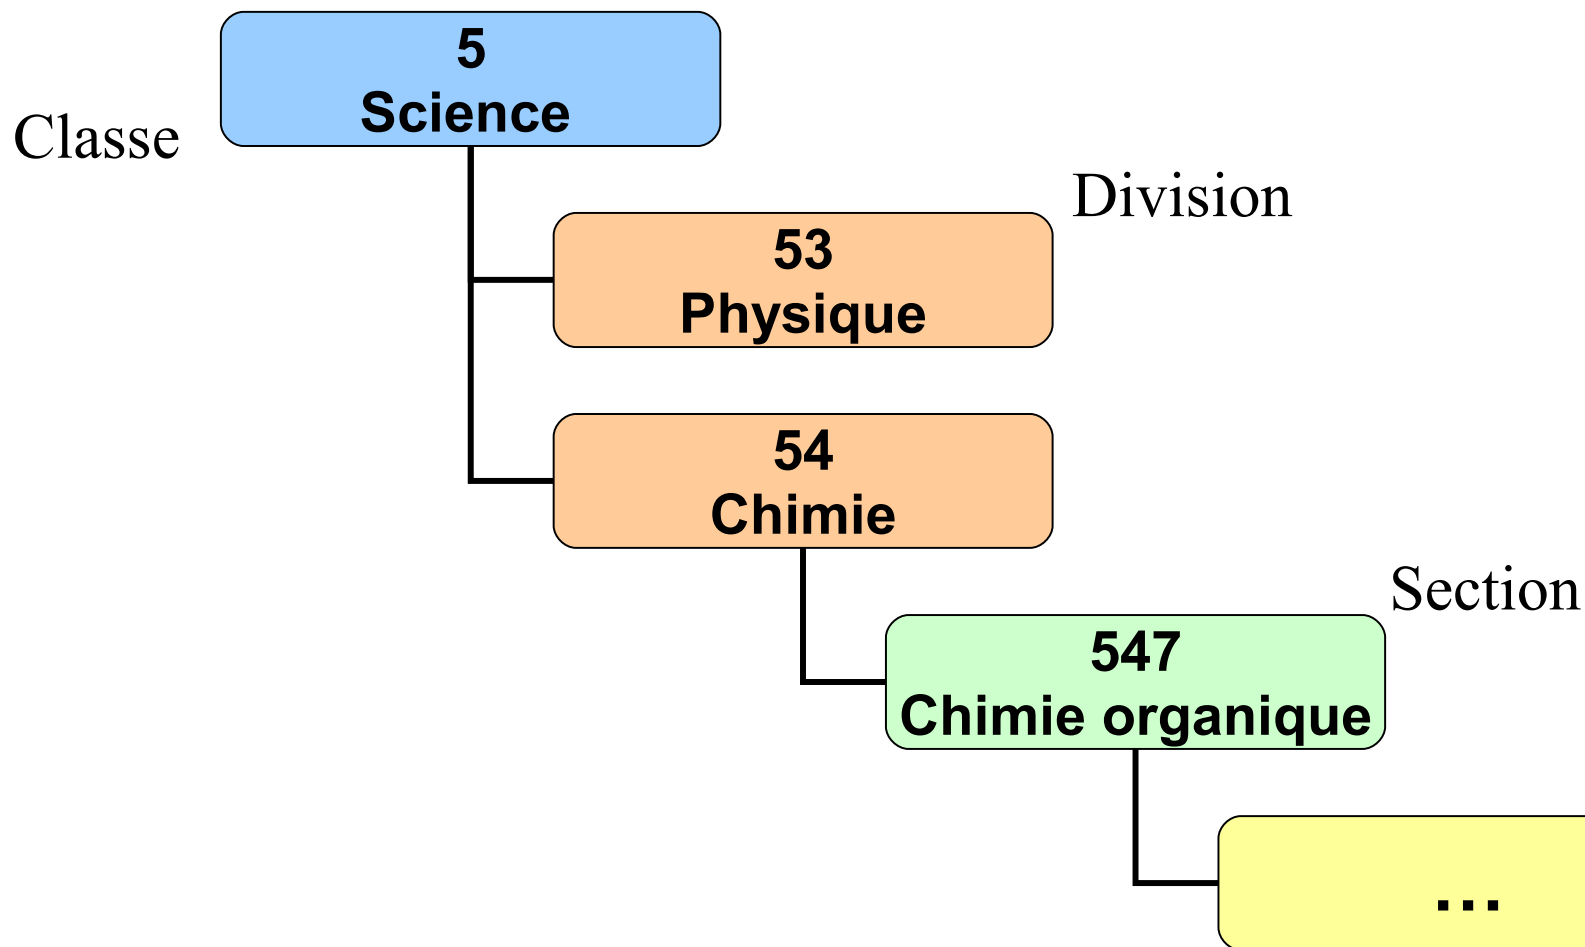 5
Science
Classe
Division
53
Physique
54
Chimie
Section
547
Chimie organique
...